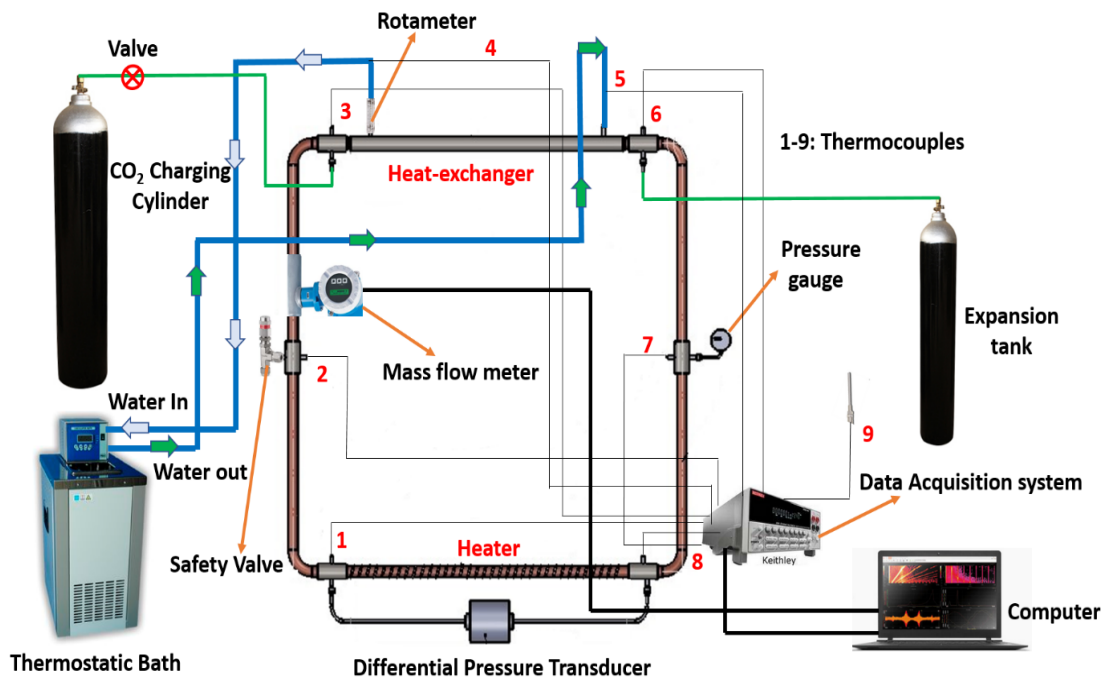 Rotameter
4
Valve
5
3
6
1-9: Thermocouples
CO₂ Charging
Cylinder
Heat-exchanger
Pressure
gauge
Expansion
tank
7
2
Mass flow meter
Water In
9
Water out
Data Acquisition system
1
Heater
Safety Valve
8
Keithley
Computer
Thermostatic Bath
Differential Pressure Transducer